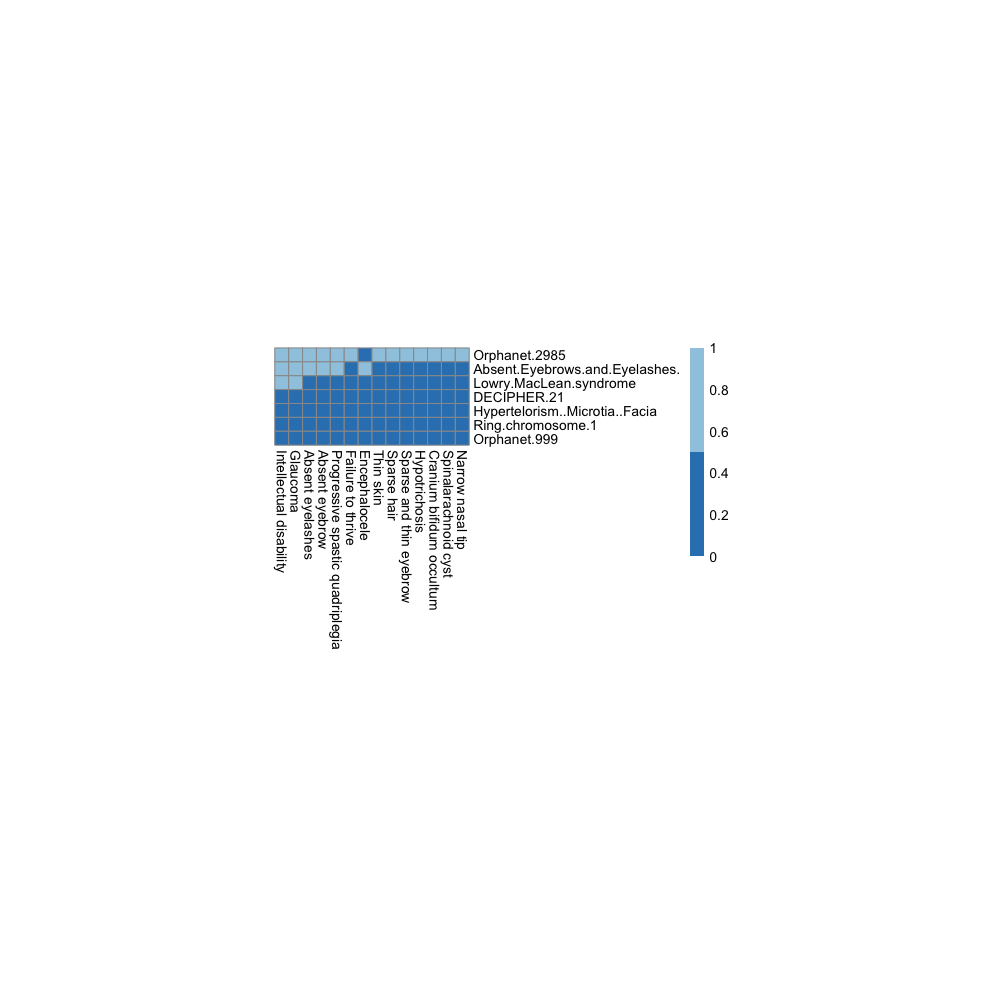 Orphanet.2985
Absent.Eyebrows.and.Eyelashes.
Lowry.MacLean.syndrome
DECIPHER.21
Hypertelorism..Microtia..Facia
Ring.chromosome.1
Orphanet.999
Intellectual disability
Glaucoma
Absent eyelashes
Absent eyebrow
Progressive spastic quadriplegia
Failure to thrive
Encephalocele
Thin skin
Sparse hair
Sparse and thin eyebrow
Hypotrichosis
Cranium bifidum occultum
Spinalarachnoid cyst
Narrow nasal tip
1
0.8
0.6
0.4
0.2
0